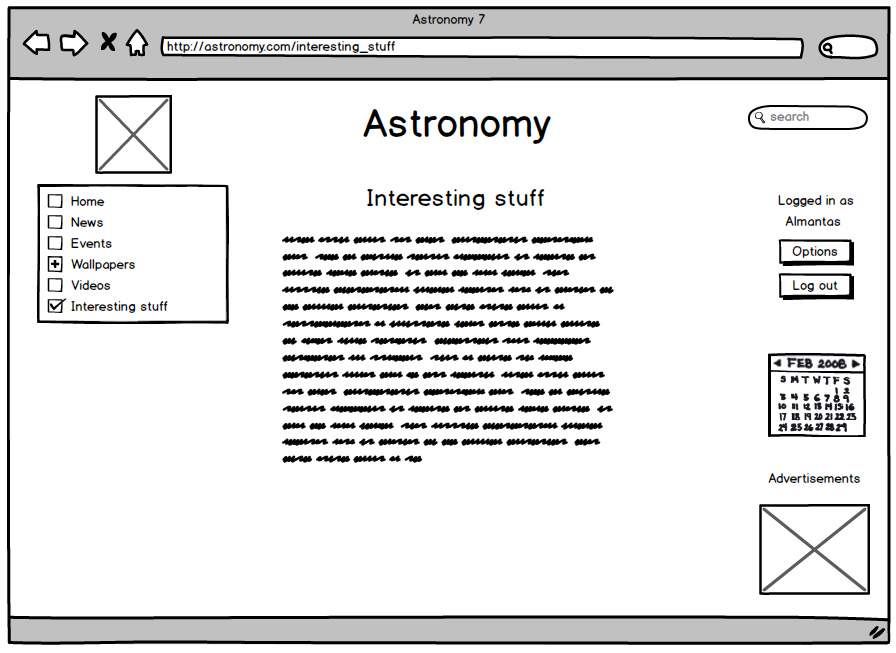 Astronomy 7
http://astronomy.com/interesting_stuff
Astronomy
search
Home
News
Events
Wallpapers
Videos
Interesting stuff
Interesting stuff
Logged in as
Almantas
Options
Log out
FEB 2008
S M T W T F S
1 2
3 4 5 6 7 8 9
10 11 12 13 14 15 16
17 18 19 20 21 22 23
24 25 26 27 28 29
Advertisements